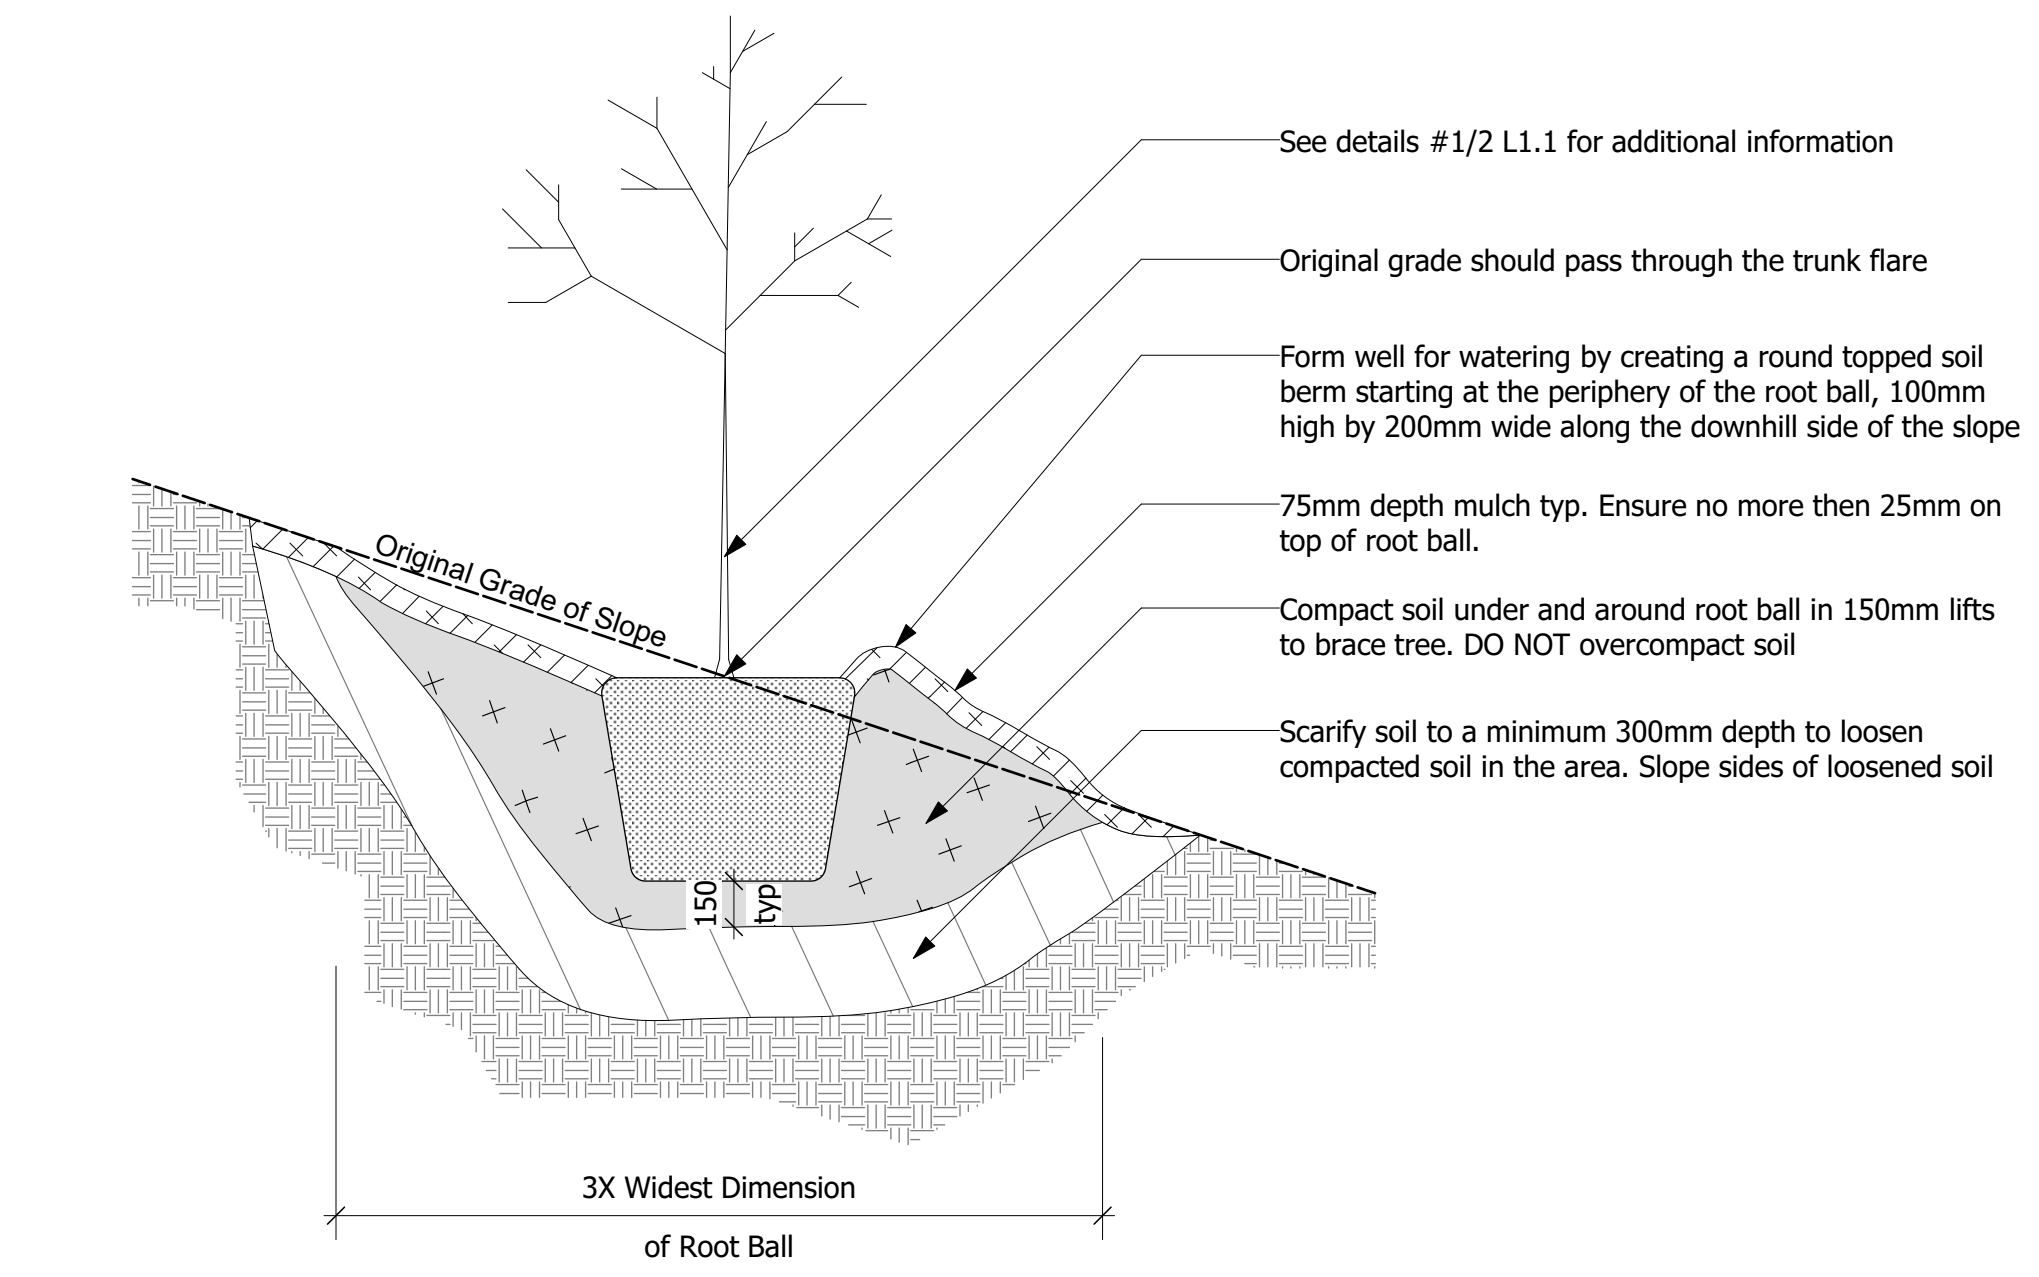 See details #1/2 L1.1 for additional information
Original grade should pass through the trunk flare
Form well for watering by creating a round topped soil
berm starting at the periphery of the root ball, 100mm
high by 200mm wide along the downhill side of the slope
75mm depth mulch typ. Ensure no more then 25mm on
top of root ball.
Compact soil under and around root ball in 150mm lifts
to brace tree. DO NOT overcompact soil
Scarify soil to a minimum 300mm depth to loosen
compacted soil in the area. Slope sides of loosened soil
Original Grade of Slope
150
typ
3X Widest Dimension
of Root Ball